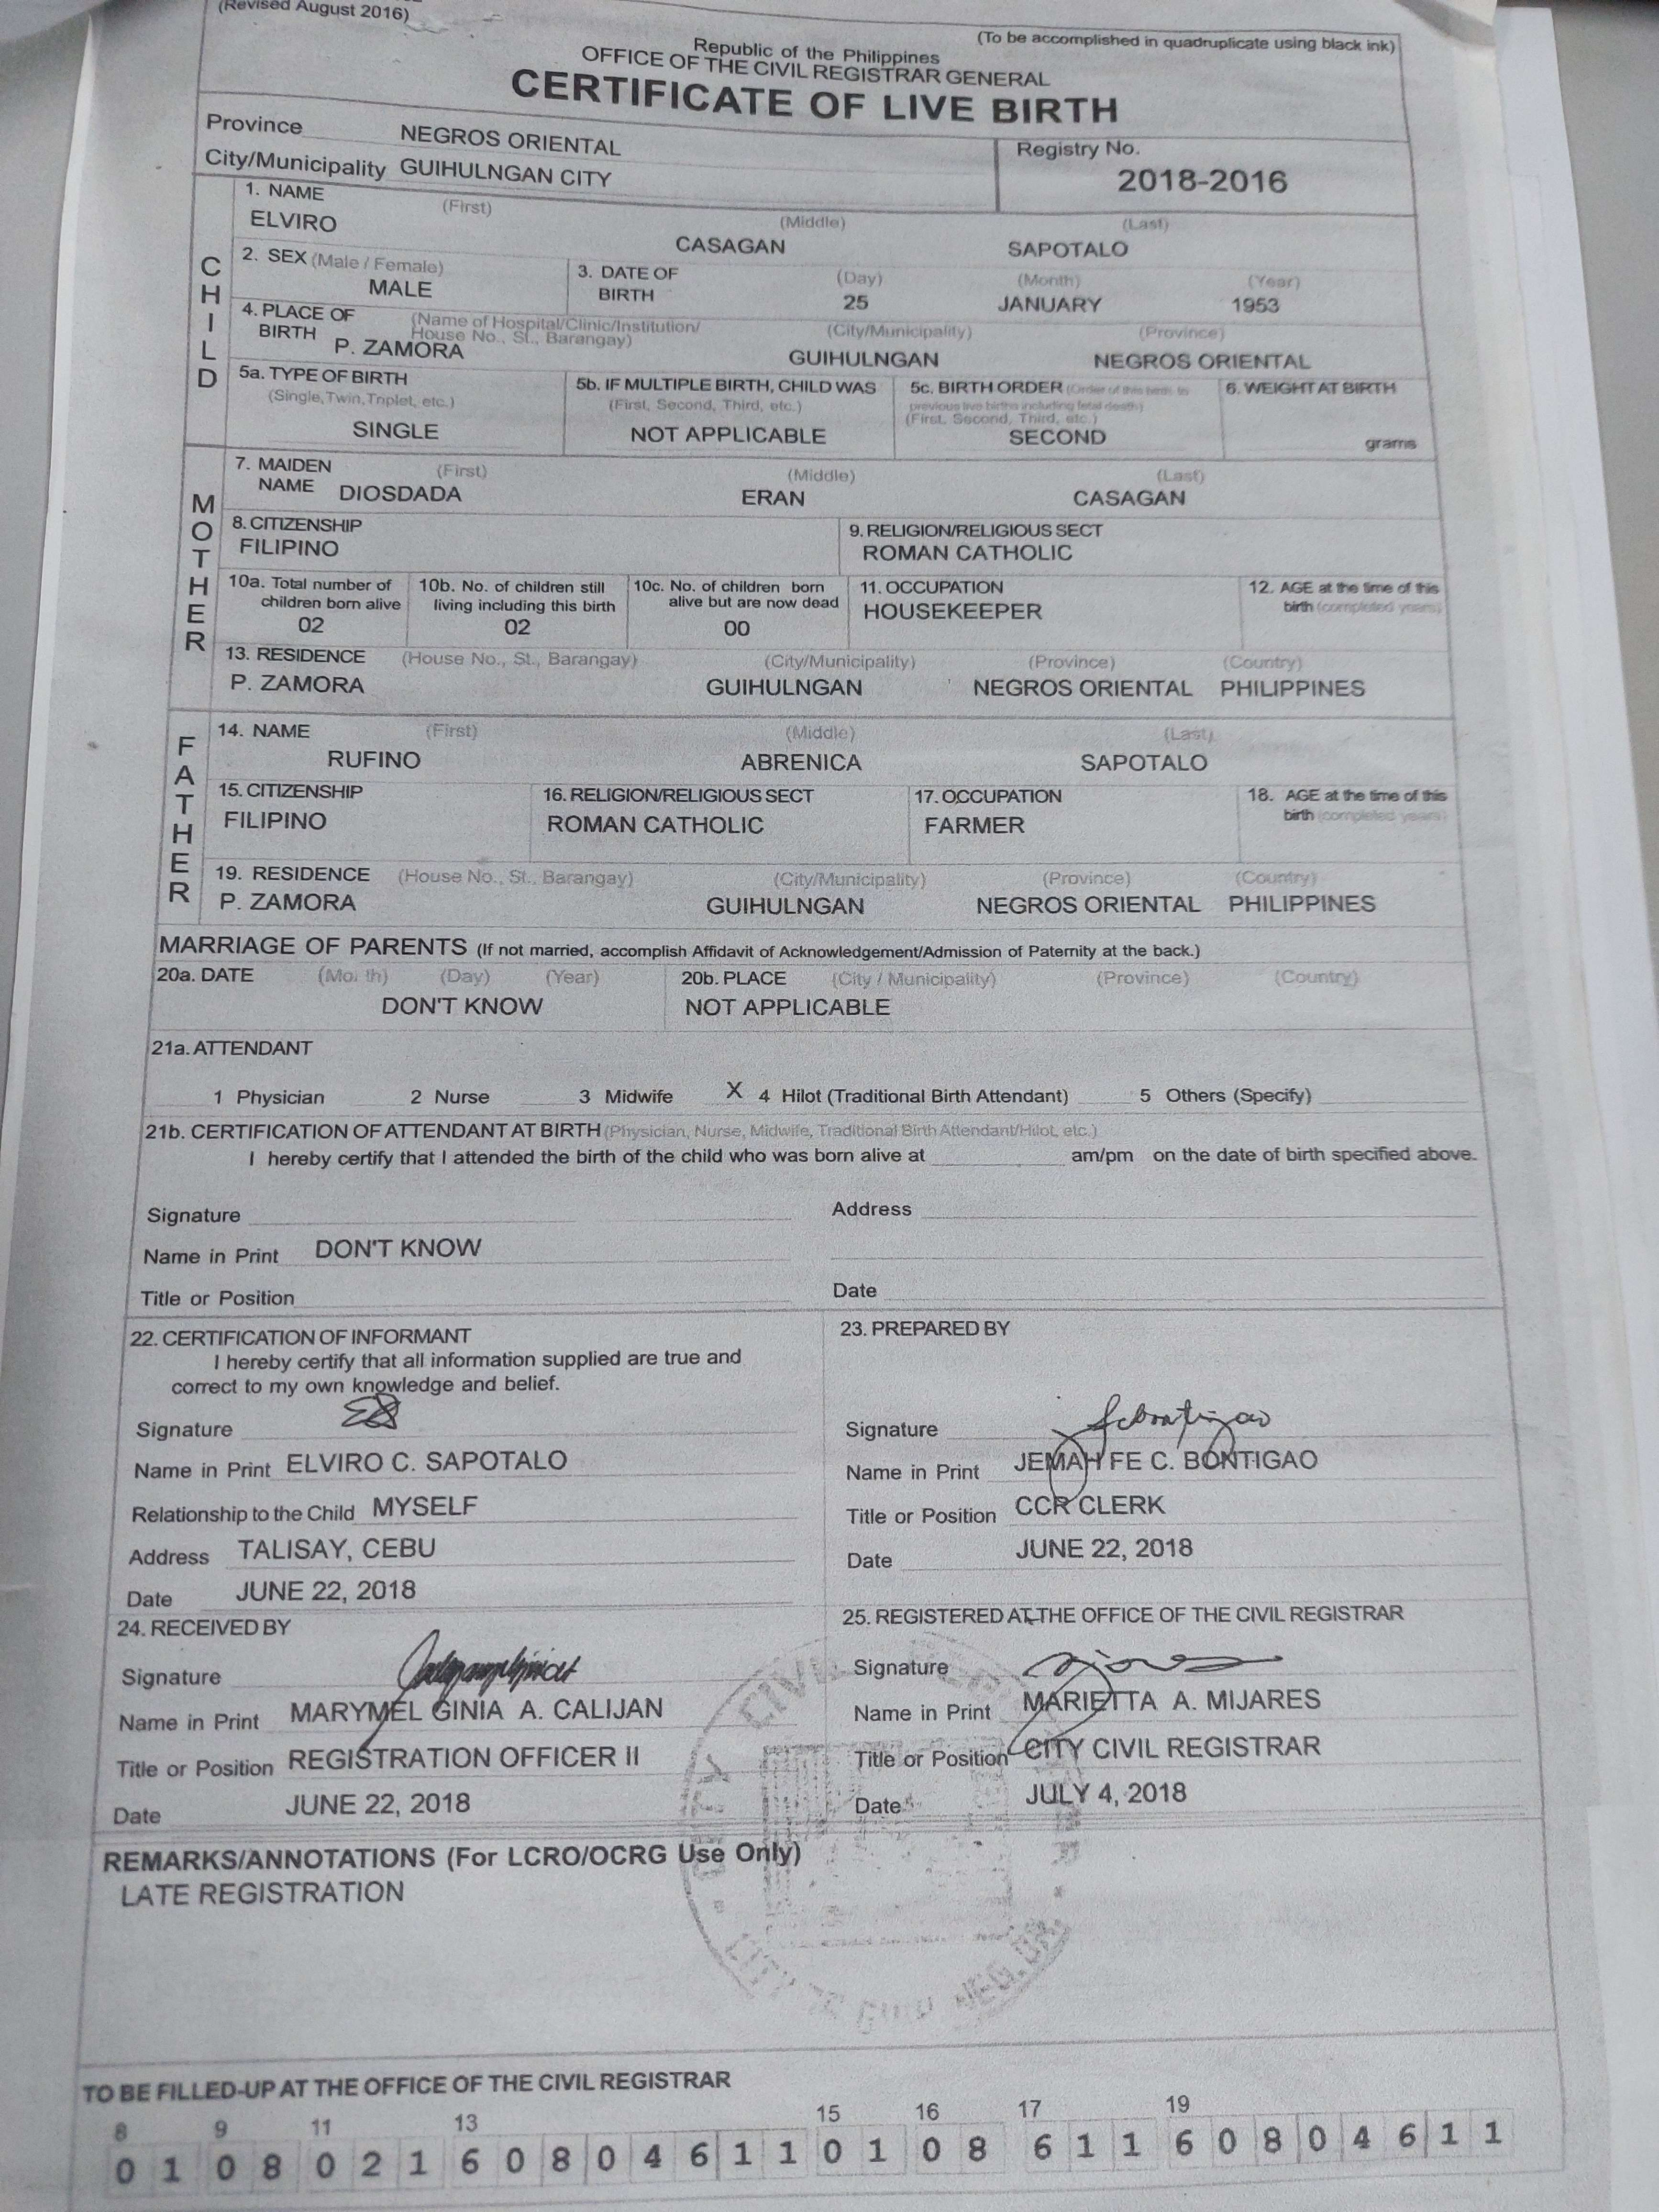 (Revised August 2016)
(To be accomplished in quadruplicate using black ink)
Republic of the Philippines
OFFICE OF THE CIVIL REGISTRAR GENERAL
CERTIFICATE OF LIVE BIRTH
Province NEGROS ORIENTAL
City/Municipality GUIHULNGAN CITY
Registry No.
2018-2016
CHILD
1. NAME (First) (Middle) (Last)
ELVIRO CASAGAN SAPOTALO
2. SEX (Male / Female)
MALE
3. DATE OF BIRTH (Day) (Month) (Year)
25 JANUARY 1953
4. PLACE OF BIRTH (Name of Hospital/Clinic/Institution/ House No., St., Barangay) (City/Municipality) (Province)
P. ZAMORA GUIHULNGAN NEGROS ORIENTAL
5a. TYPE OF BIRTH
(Single, Twin, Triplet, etc.)
SINGLE
5b. IF MULTIPLE BIRTH, CHILD WAS
(First, Second, Third, etc.)
NOT APPLICABLE
5c. BIRTH ORDER (Order of this birth to
previous live births including fetal death)
(First, Second, Third, etc.)
SECOND
6. WEIGHT AT BIRTH
grams
MOTHER
7. MAIDEN NAME (First) (Middle) (Last)
DIOSDADA ERAN CASAGAN
8. CITIZENSHIP
FILIPINO
9. RELIGION/RELIGIOUS SECT
ROMAN CATHOLIC
10a. Total number of
children born alive
02
10b. No. of children still
living including this birth
02
10c. No. of children born
alive but are now dead
00
11. OCCUPATION
HOUSEKEEPER
12. AGE at the time of this
birth (completed years)
13. RESIDENCE (House No., St., Barangay) (City/Municipality) (Province) (Country)
P. ZAMORA GUIHULNGAN NEGROS ORIENTAL PHILIPPINES
FATHER
14. NAME (First) (Middle) (Last)
RUFINO ABRENICA SAPOTALO
15. CITIZENSHIP
FILIPINO
16. RELIGION/RELIGIOUS SECT
ROMAN CATHOLIC
17. OCCUPATION
FARMER
18. AGE at the time of this
birth (completed years)
19. RESIDENCE (House No., St., Barangay) (City/Municipality) (Province) (Country)
P. ZAMORA GUIHULNGAN NEGROS ORIENTAL PHILIPPINES
MARRIAGE OF PARENTS (If not married, accomplish Affidavit of Acknowledgement/Admission of Paternity at the back.)
20a. DATE (Month) (Day) (Year)
DON'T KNOW
20b. PLACE (City / Municipality) (Province) (Country)
NOT APPLICABLE
21a. ATTENDANT
1 Physician 2 Nurse 3 Midwife X 4 Hilot (Traditional Birth Attendant) 5 Others (Specify)
21b. CERTIFICATION OF ATTENDANT AT BIRTH (Physician, Nurse, Midwife, Traditional Birth Attendant/Hilot, etc.)
I hereby certify that I attended the birth of the child who was born alive at am/pm on the date of birth specified above.
Signature
Address
Name in Print DON'T KNOW
Title or Position
Date
22. CERTIFICATION OF INFORMANT
I hereby certify that all information supplied are true and
correct to my own knowledge and belief.
Signature
Name in Print ELVIRO C. SAPOTALO
Relationship to the Child MYSELF
Address TALISAY, CEBU
Date JUNE 22, 2018
23. PREPARED BY
Signature
Name in Print JEMAH FE C. BONTIGAO
Title or Position CCR CLERK
Date JUNE 22, 2018
24. RECEIVED BY
Signature
Name in Print MARYMEL GINIA A. CALIJAN
Title or Position REGISTRATION OFFICER II
Date JUNE 22, 2018
25. REGISTERED AT THE OFFICE OF THE CIVIL REGISTRAR
Signature
Name in Print MARIETTA A. MIJARES
Title or Position CITY CIVIL REGISTRAR
Date JULY 4, 2018
REMARKS/ANNOTATIONS (For LCRO/OCRG Use Only)
LATE REGISTRATION
TO BE FILLED-UP AT THE OFFICE OF THE CIVIL REGISTRAR
8 9 11 13 15 16 17 19
0 1 0 8 0 2 1 6 0 8 0 4 6 1 1 0 1 0 8 6 1 1 6 0 8 0 4 6 1 1